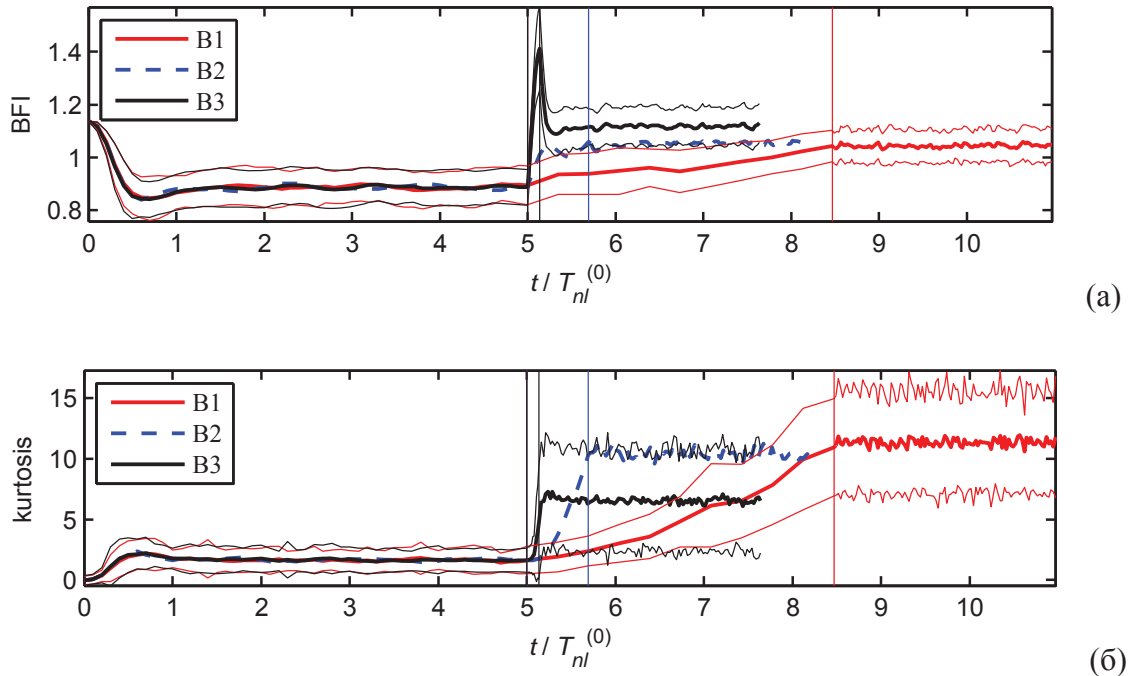 BFI
1.4
1.2
1
0.8
B1
B2
B3
0 1 2 3 4 5 6 7 8 9 10
t / T_nl^(0)
(а)
kurtosis
15
10
5
0
B1
B2
B3
0 1 2 3 4 5 6 7 8 9 10
t / T_nl^(0)
(б)